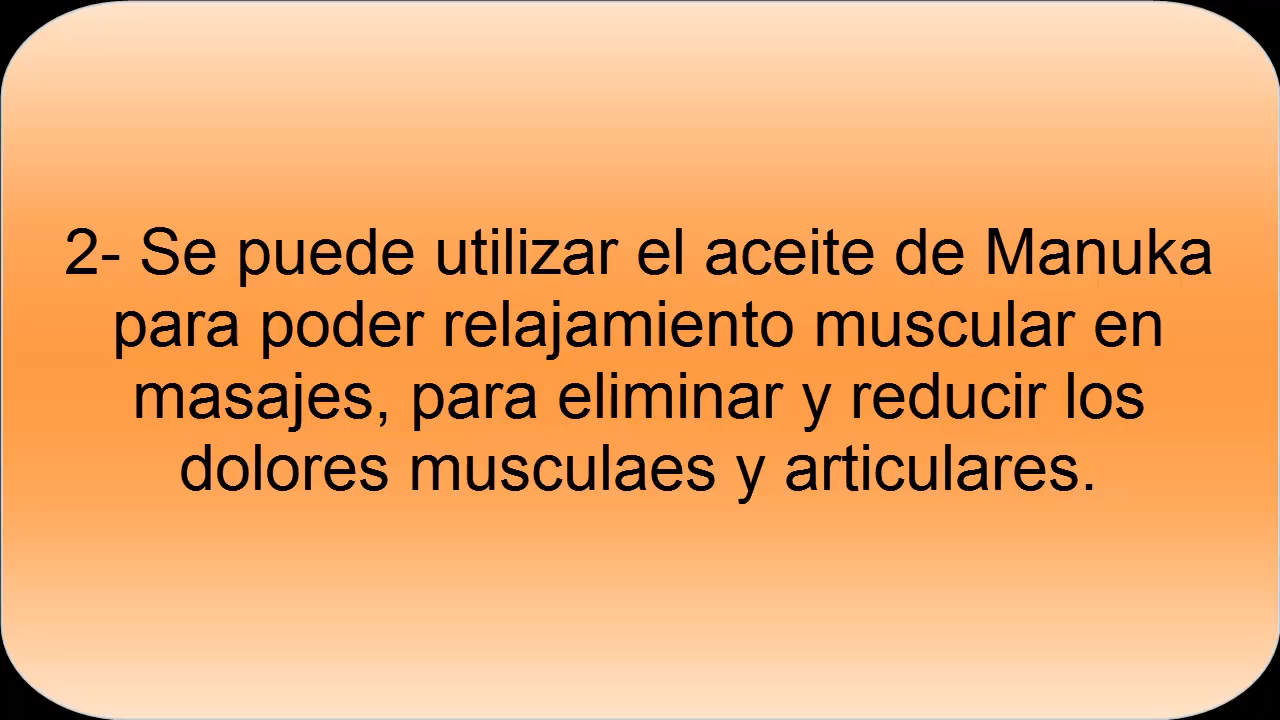 2- Se puede utilizar el aceite de Manuka
para poder relajamiento muscular en
masajes, para eliminar y reducir los
dolores musculaes y articulares.